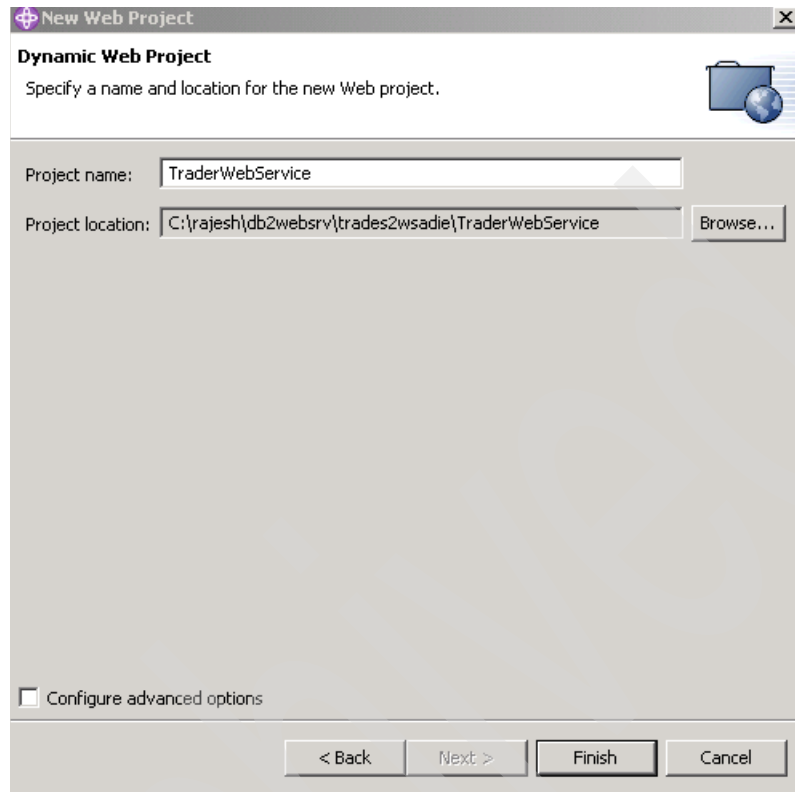 New Web Project
Dynamic Web Project
Specify a name and location for the new Web project.
Project name: TraderWebService
Project location: C:\rajesh\db2websrv\trades2wsadie\TraderWebService Browse...
Configure advanced options
< Back Next > Finish Cancel